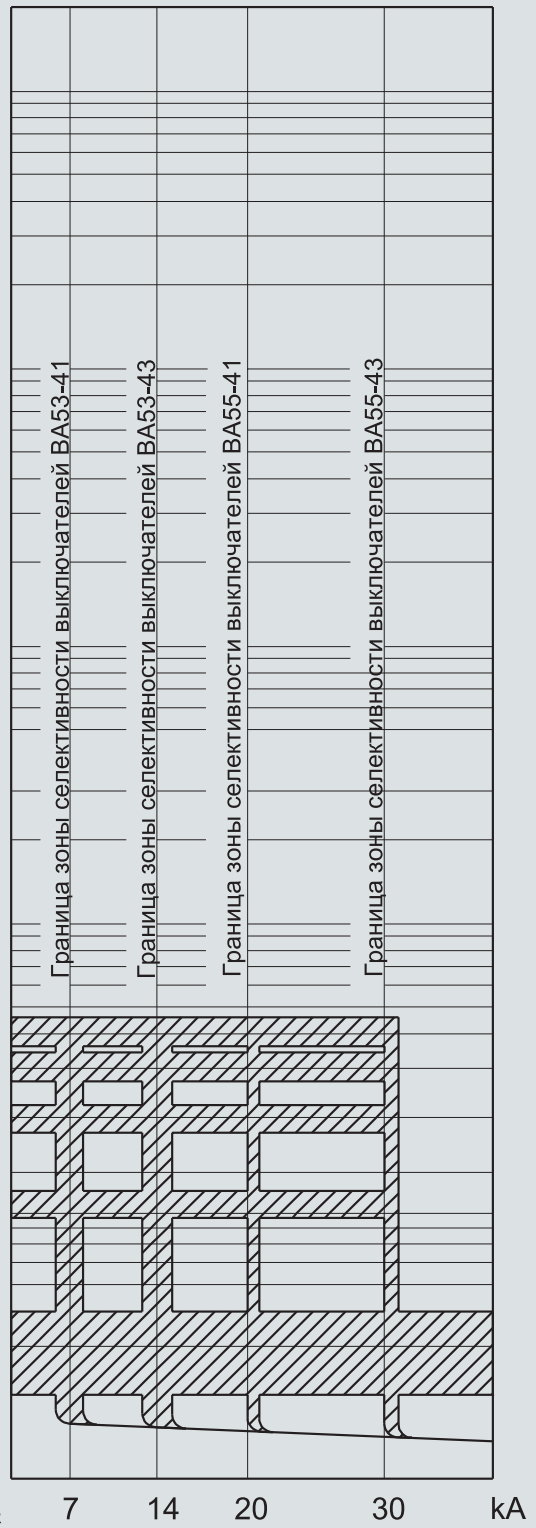 Граница зоны селективности выключателей ВА53-41
Граница зоны селективности выключателей ВА53-43
Граница зоны селективности выключателей ВА55-41
Граница зоны селективности выключателей ВА55-43
7 14 20 30 kA